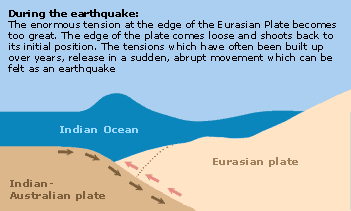 During the earthquake:
The enormous tension at the edge of the Eurasian Plate becomes
too great. The edge of the plate comes loose and shoots back to
its initial position. The tensions which have often been built up
over years, release in a sudden, abrupt movement which can be
felt as an earthquake
Indian Ocean
Eurasian plate
Indian-
Australian plate